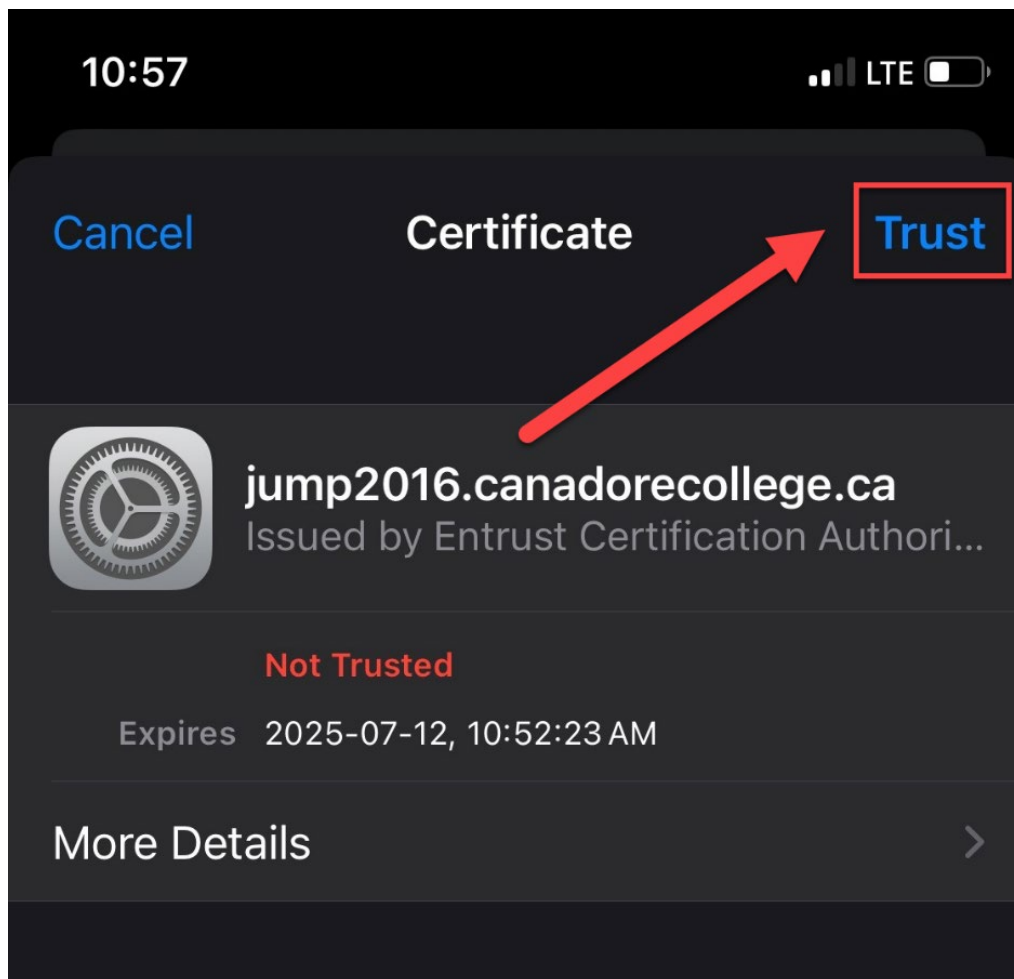 10:57 LTE
Cancel Certificate Trust
jump2016.canadorecollege.ca
Issued by Entrust Certification Authori...
Not Trusted
Expires 2025-07-12, 10:52:23 AM
More Details